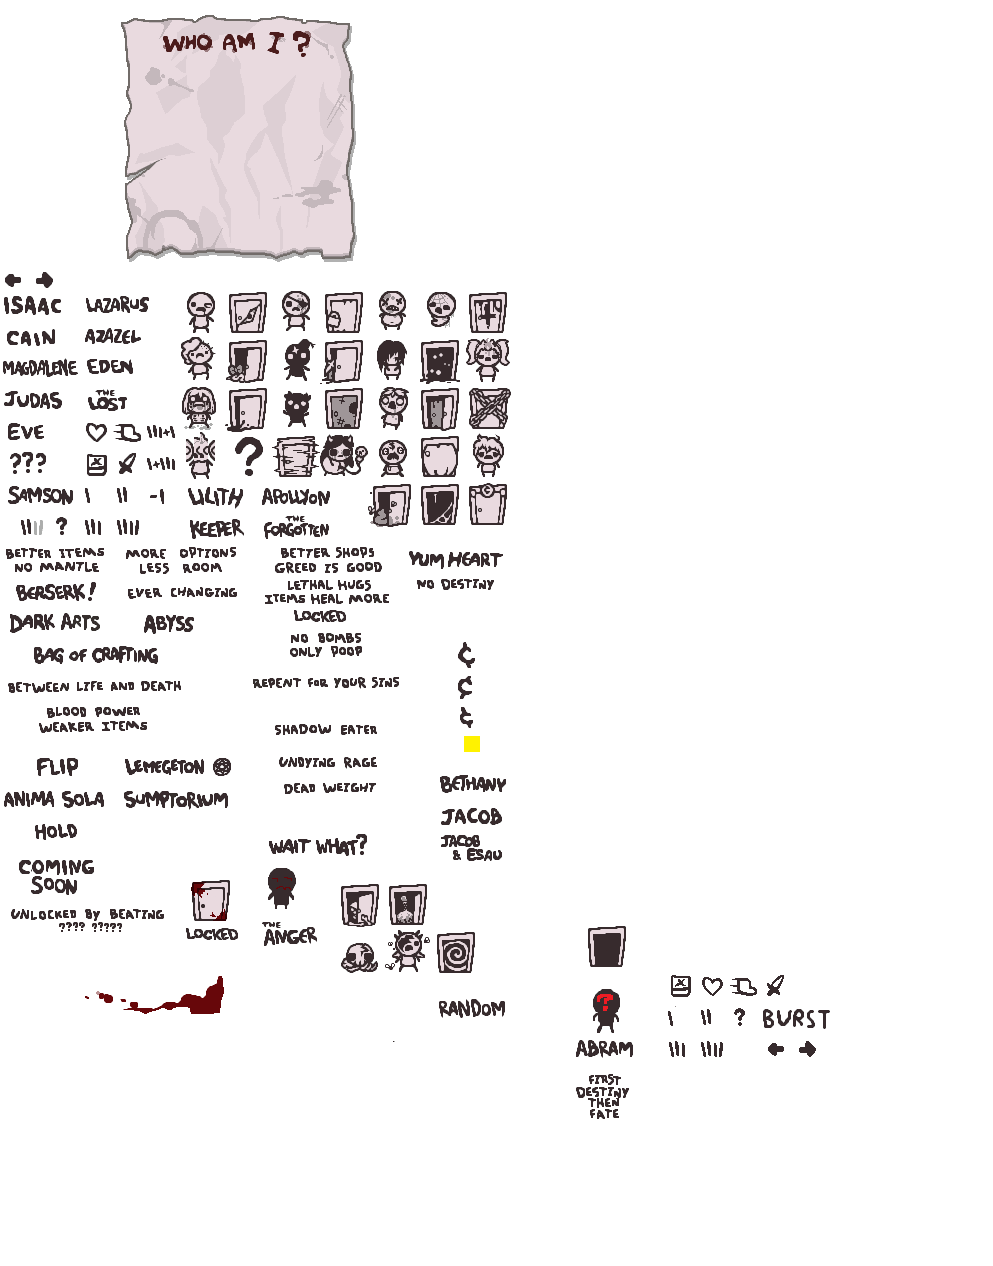 WHO AM I ?
ISAAC LAZARUS
CAIN AZAZEL
MAGDALENE EDEN
JUDAS THE LOST
EVE
???
?
SAMSON LILITH APOLLYON
? KEEPER THE FORGOTTEN
BETTER ITEMS
NO MANTLE
MORE OPTIONS
LESS ROOM
BETTER SHOPS
GREED IS GOOD
YUM HEART
BERSERK!
EVER CHANGING
LETHAL HUGS
ITEMS HEAL MORE
NO DESTINY
DARK ARTS
ABYSS
LOCKED
NO BOMBS
ONLY POOP
BAG OF CRAFTING
¢
¢
¢
BETWEEN LIFE AND DEATH
REPENT FOR YOUR SINS
BLOOD POWER
WEAKER ITEMS
SHADOW EATER
FLIP
LEMEGETON
UNDYING RAGE
DEAD WEIGHT
BETHANY
ANIMA SOLA
SUMPTORIUM
HOLD
JACOB
WAIT WHAT?
JACOB
& ESAU
COMING
SOON
UNLOCKED BY BEATING
???? ?????
LOCKED
THE
ANGER
RANDOM
?
ABRAM
? BURST
FIRST
DESTINY
THEN
FATE